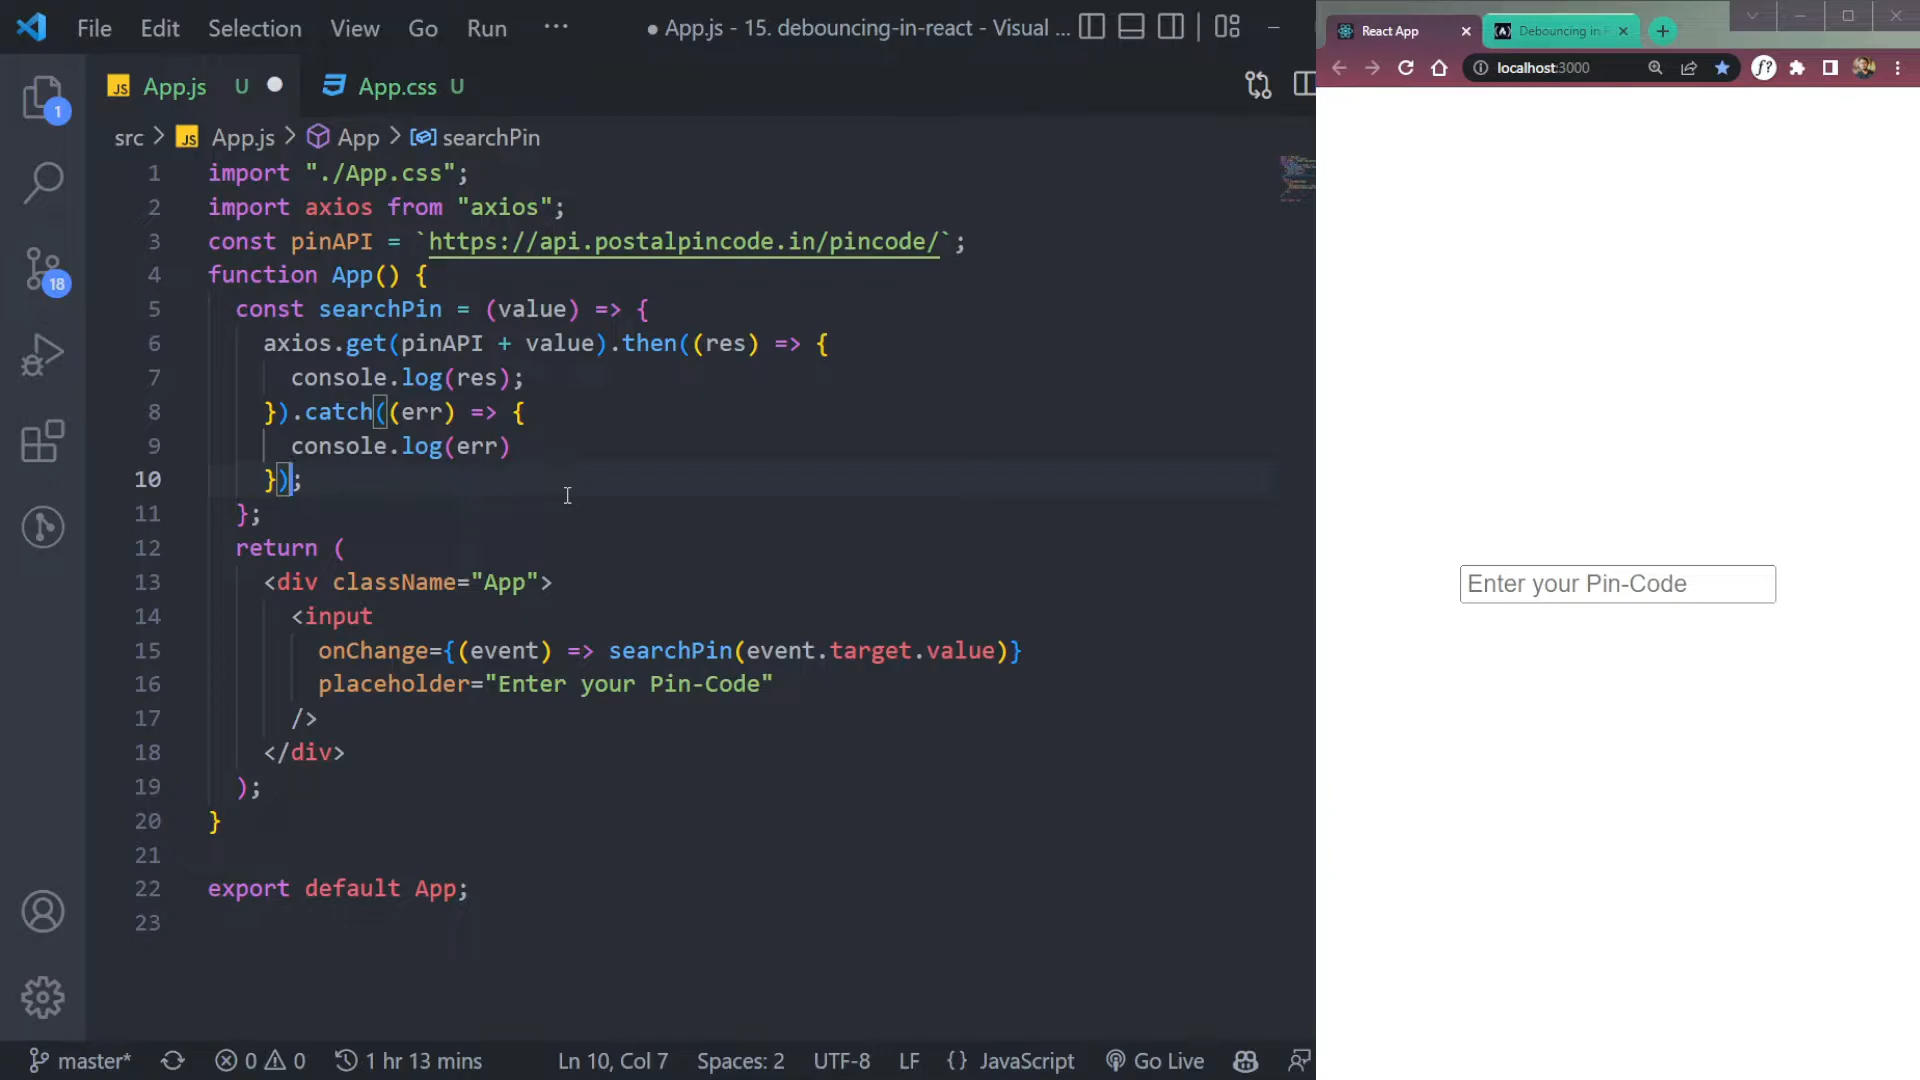 File Edit Selection View Go Run ··· ● App.js - 15. debouncing-in-react - Visual ...
App.js U ● App.css U
src > App.js > App > searchPin
1 import "./App.css";
2 import axios from "axios";
3 const pinAPI = `https://api.postalpincode.in/pincode/`;
4 function App() {
5 const searchPin = (value) => {
6 axios.get(pinAPI + value).then((res) => {
7 console.log(res);
8 }).catch((err) => {
9 console.log(err)
10 });
11 };
12 return (
13 <div className="App">
14 <input
15 onChange={(event) => searchPin(event.target.value)}
16 placeholder="Enter your Pin-Code"
17 />
18 </div>
19 );
20 }
21
22 export default App;
23
1
18
master* 0 0 1 hr 13 mins Ln 10, Col 7 Spaces: 2 UTF-8 LF {} JavaScript Go Live
React App Debouncing in
localhost:3000
Enter your Pin-Code